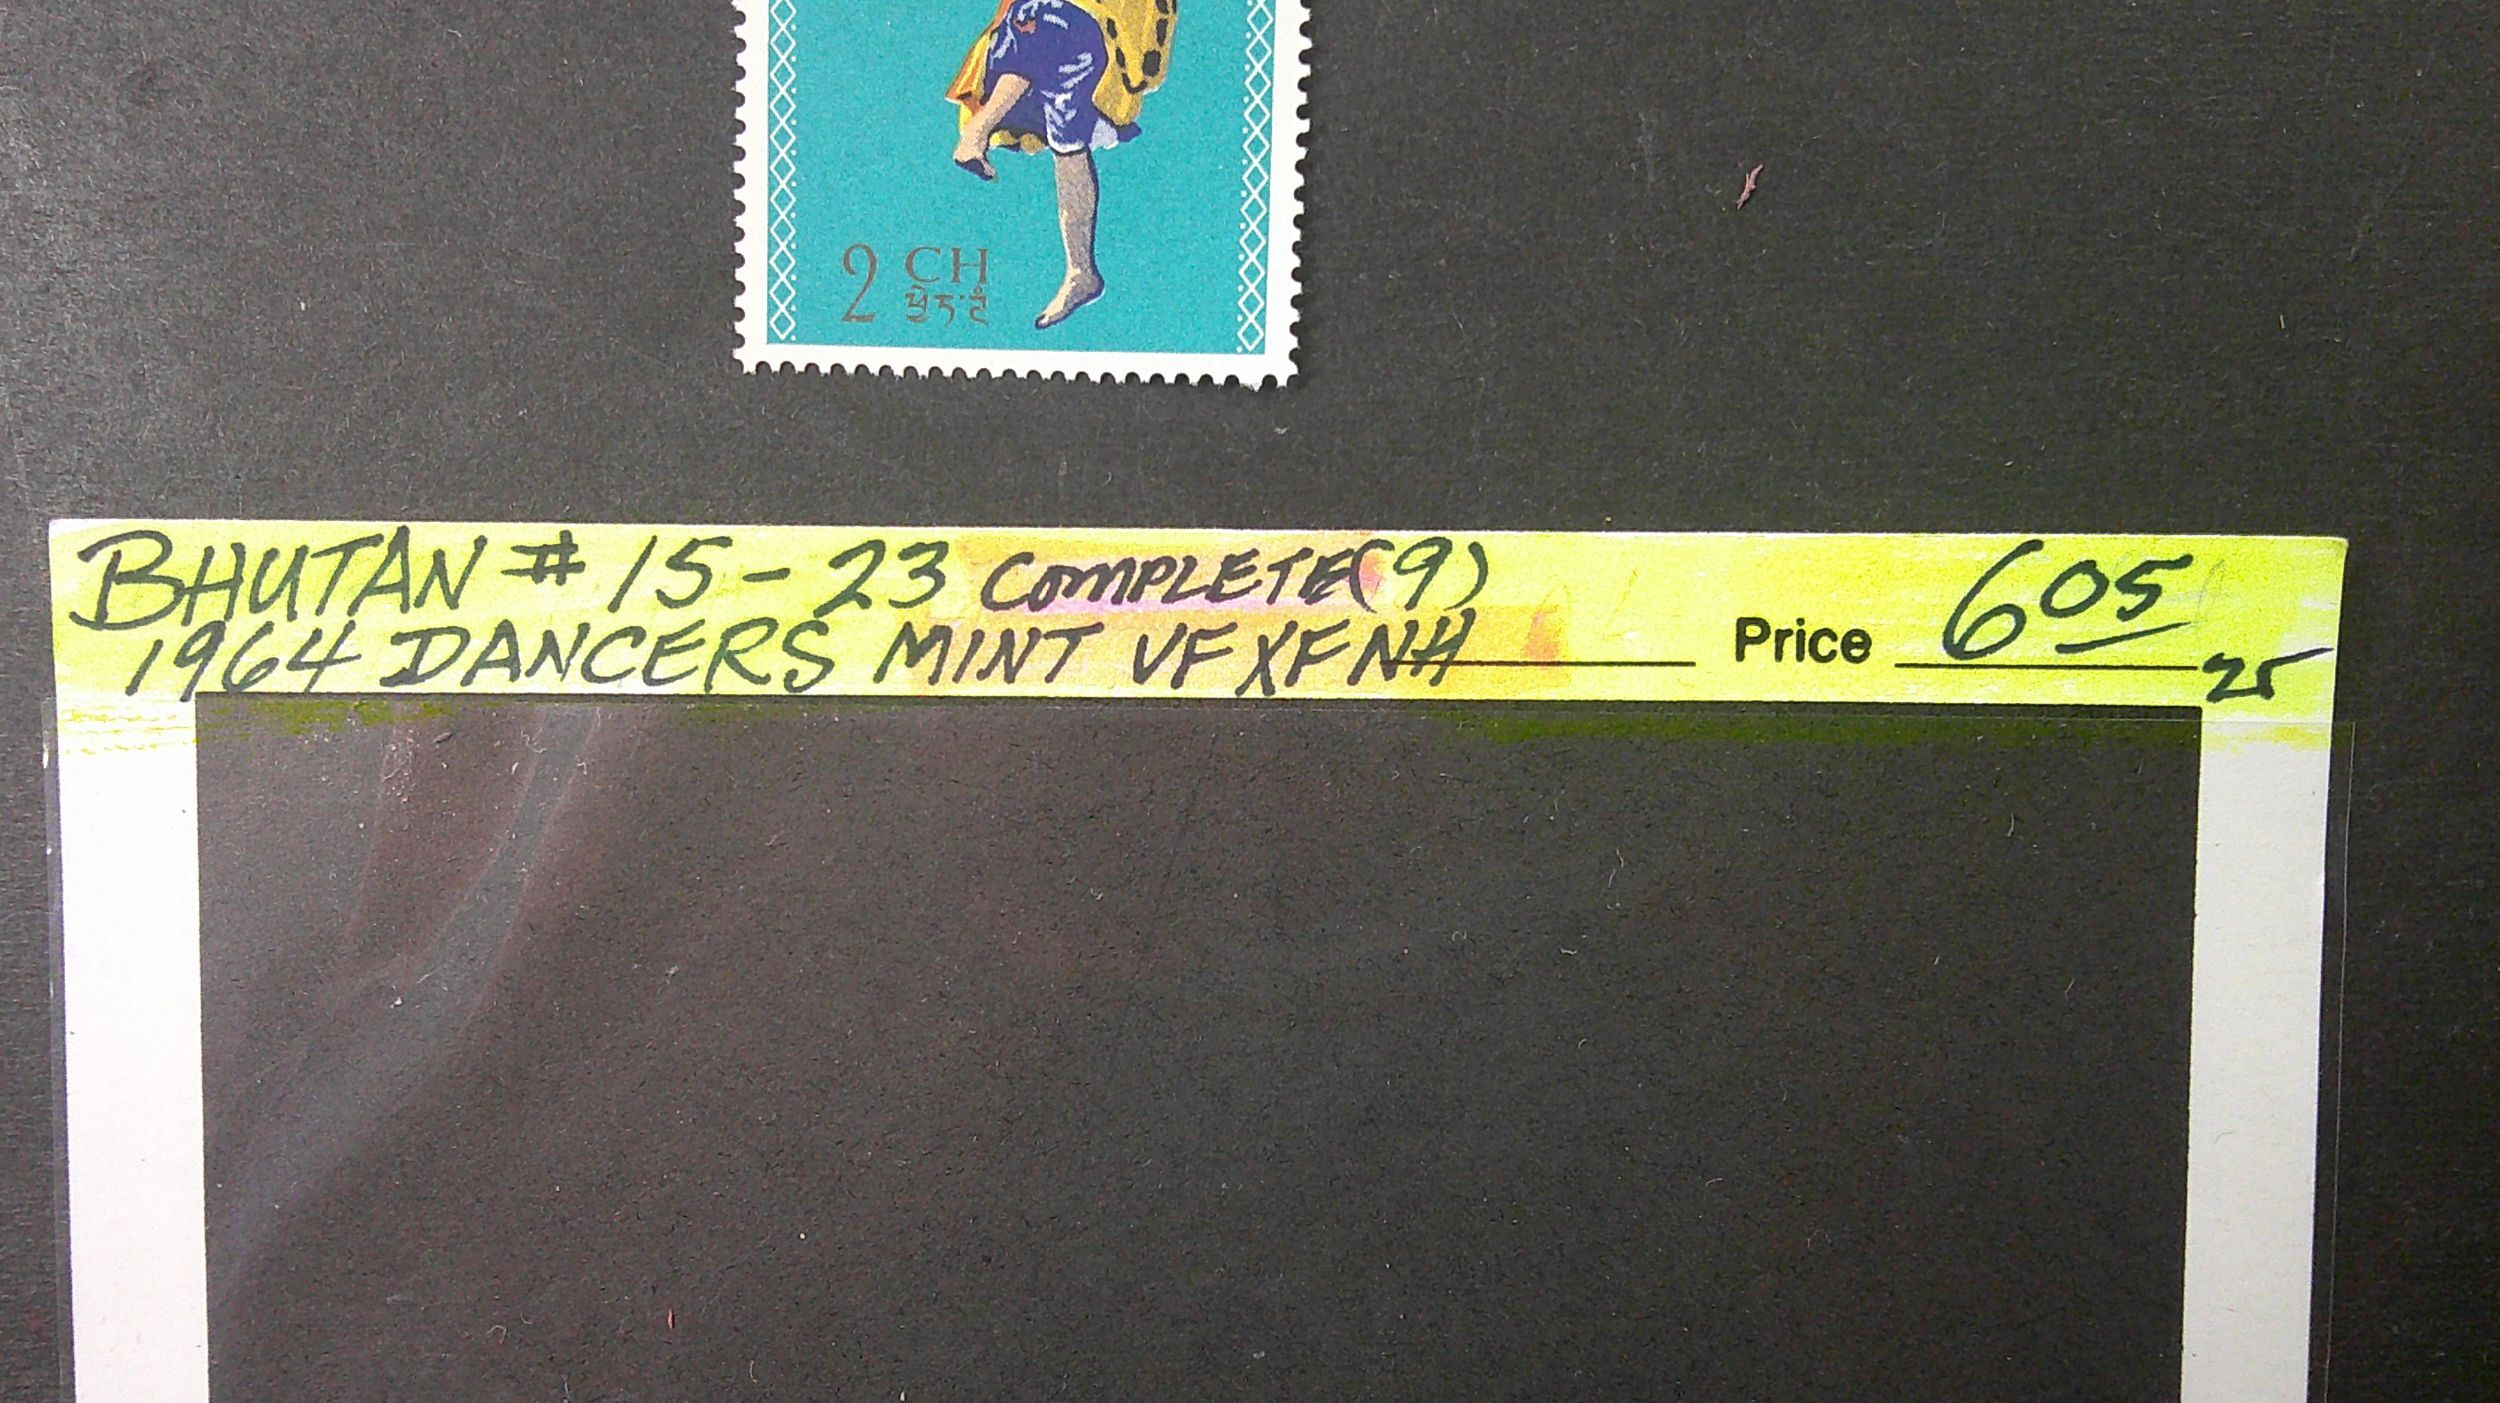 2 CH
ཕྱེད་ཊཾ
BHUTAN # 15-23 COMPLETE (9)
1964 DANCERS MINT VF XF NH Price 6 05
25